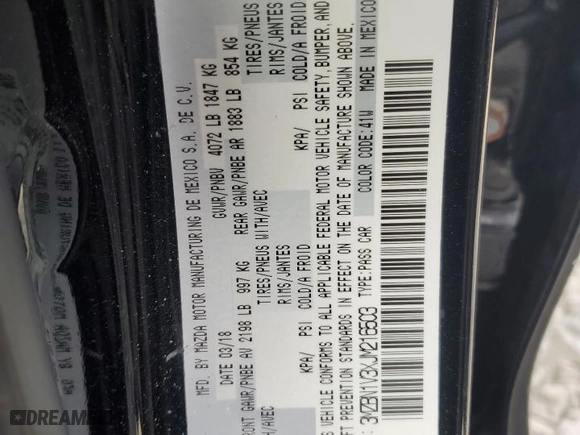 MFD. BY MAZDA MOTOR MANUFACTURING DE MEXICO S.A. DE C.V.
DATE 03/18 GVWR/PNBV 4072 LB 1847 KG
FRONT GAWR/PNBE AV 2198 LB 997 KG REAR GAWR/PNBE AR 1883 LB 854 KG
WITH/AVEC TIRES/PNEUS WITH/AVEC TIRES/PNEUS
RIMS/JANTES RIMS/JANTES
KPA/ PSI COLD/A FROID KPA/ PSI COLD/A FROID
VEHICLE CONFORMS TO ALL APPLICABLE FEDERAL MOTOR VEHICLE SAFETY, BUMPER, AND
THEFT PREVENTION STANDARDS IN EFFECT ON THE DATE OF MANUFACTURE SHOWN ABOVE.
TYPE:PASS CAR COLOR CODE:41W MADE IN MEXICO
DREAM